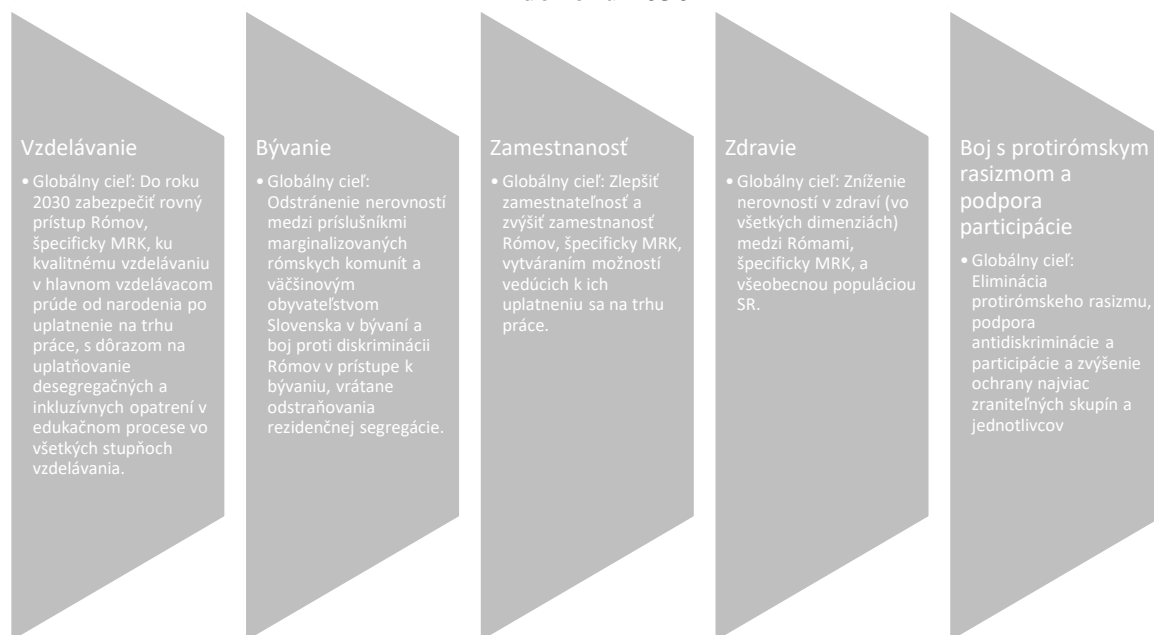 Vzdelávanie
• Globálny cieľ: Do roku
2030 zabezpečiť rovný
prístup Rómov,
špecificky MRK, ku
kvalitnému vzdelávaniu
v hlavnom vzdelávacom
prúde od narodenia po
uplatnenie na trhu
práce, s dôrazom na
uplatňovanie
desegregačných a
inkluzívnych opatrení v
edukačnom procese vo
všetkých stupňoch
vzdelávania.
Bývanie
• Globálny cieľ:
Odstránenie nerovností
medzi príslušníkmi
marginalizovaných
rómskych komunít a
väčšinovým
obyvateľstvom
Slovenska v bývaní a
boj proti diskriminácii
Rómov v prístupe k
bývaniu, vrátane
odstraňovania
rezidenčnej segregácie.
Zamestnanosť
• Globálny cieľ: Zlepšiť
zamestnateľnosť a
zvýšiť zamestnanosť
Rómov, špecificky MRK,
vytváraním možností
vedúcich k ich
uplatneniu sa na trhu
práce.
Zdravie
• Globálny cieľ: Zníženie
nerovností v zdraví (vo
všetkých dimenziách)
medzi Rómami,
špecificky MRK, a
všeobecnou populáciou
SR.
Boj s protirómskym
rasizmom a
podpora
participácie
• Globálny cieľ:
Eliminácia
protirómskeho rasizmu,
podpora
antidiskriminácie a
participácie a zvýšenie
ochrany najviac
zraniteľných skupín a
jednotlivcov